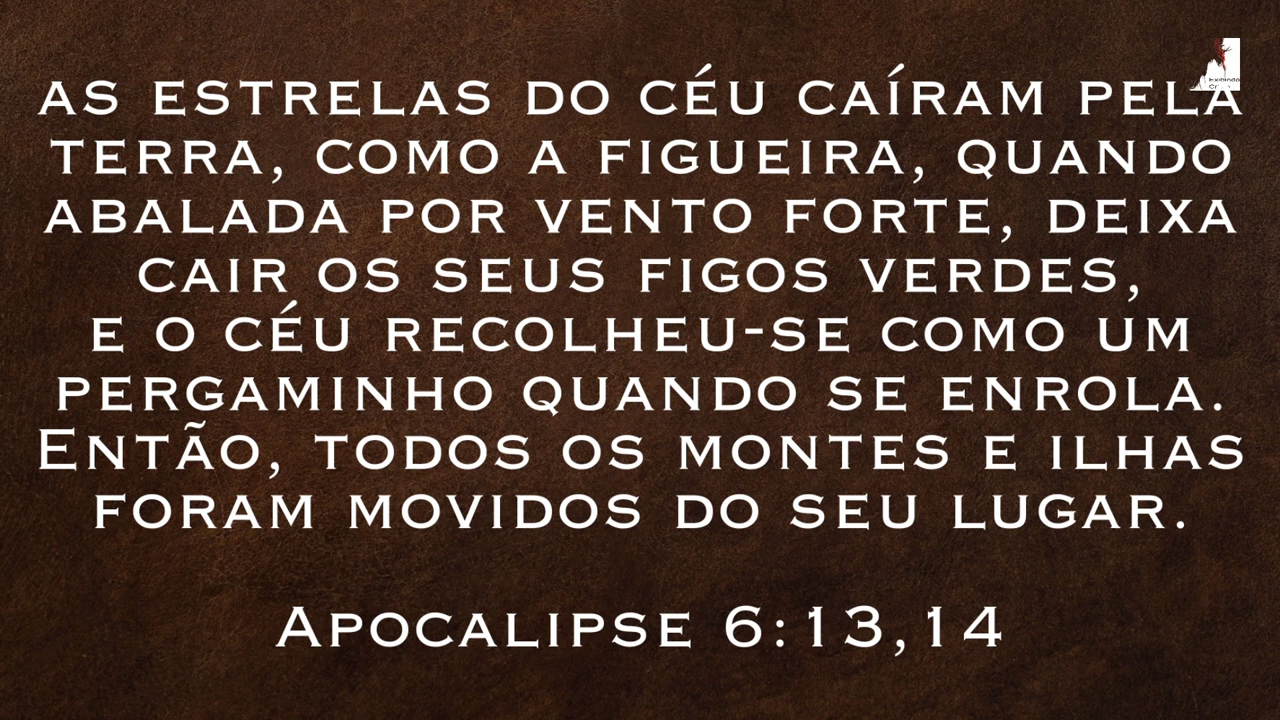 AS ESTRELAS DO CÉU CAÍRAM PELA
TERRA, COMO A FIGUEIRA, QUANDO
ABALADA POR VENTO FORTE, DEIXA
CAIR OS SEUS FIGOS VERDES,
E O CÉU RECOLHEU-SE COMO UM
PERGAMINHO QUANDO SE ENROLA.
ENTÃO, TODOS OS MONTES E ILHAS
FORAM MOVIDOS DO SEU LUGAR.
APOCALIPSE 6:13,14